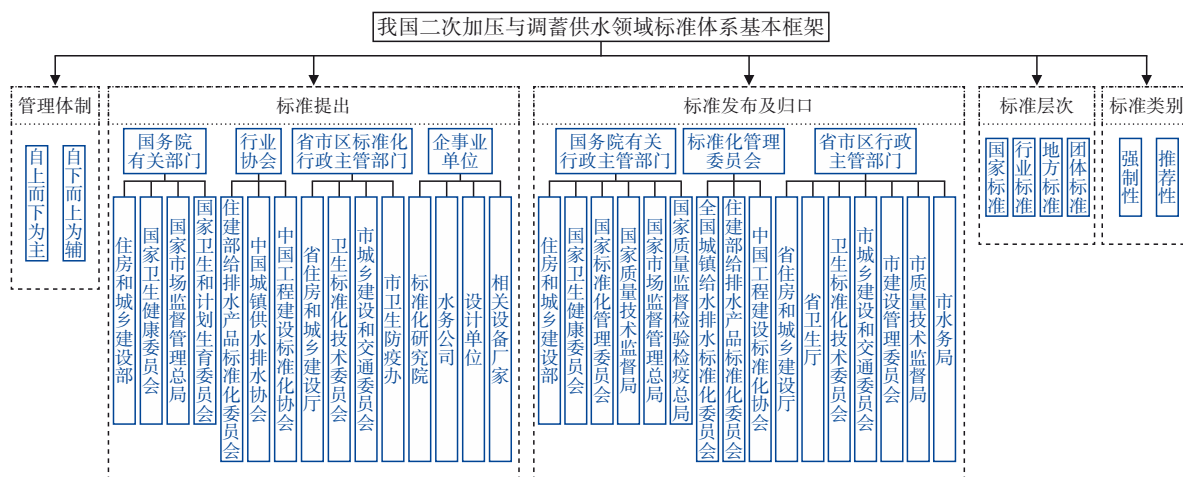 我国二次加压与调蓄供水领域标准体系基本框架
管理体制
标准提出
标准发布及归口
标准层次
标准类别
自上而下为主
自下而上为辅
国务院
有关部门
行业
协会
省市区标准化
行政主管部门
企事业
单位
国务院有关
行政主管部门
标准化管理
委员会
省市区行政
主管部门
国家标准
行业标准
地方标准
团体标准
强制性
推荐性
住房和城乡建设部
国家卫生健康委员会
国家市场监督管理总局
国家卫生和计划生育委员会
住建部给排水产品标准化委员会
中国城镇供水排水协会
中国工程建设标准化协会
省住房和城乡建设厅
卫生标准化技术委员会
市城乡建设和交通委员会
市卫生防疫办
标准化研究院
水务公司
设计单位
相关设备厂家
住房和城乡建设部
国家卫生健康委员会
国家标准化管理委员会
国家质量技术监督局
国家市场监督管理总局
国家质量监督检验检疫总局
全国城镇给水排水标准化委员会
住建部给排水产品标准化委员会
中国工程建设标准化协会
省住房和城乡建设厅
省卫生厅
卫生标准化技术委员会
市城乡建设和交通委员会
市建设管理委员会
市质量技术监督局
市水务局